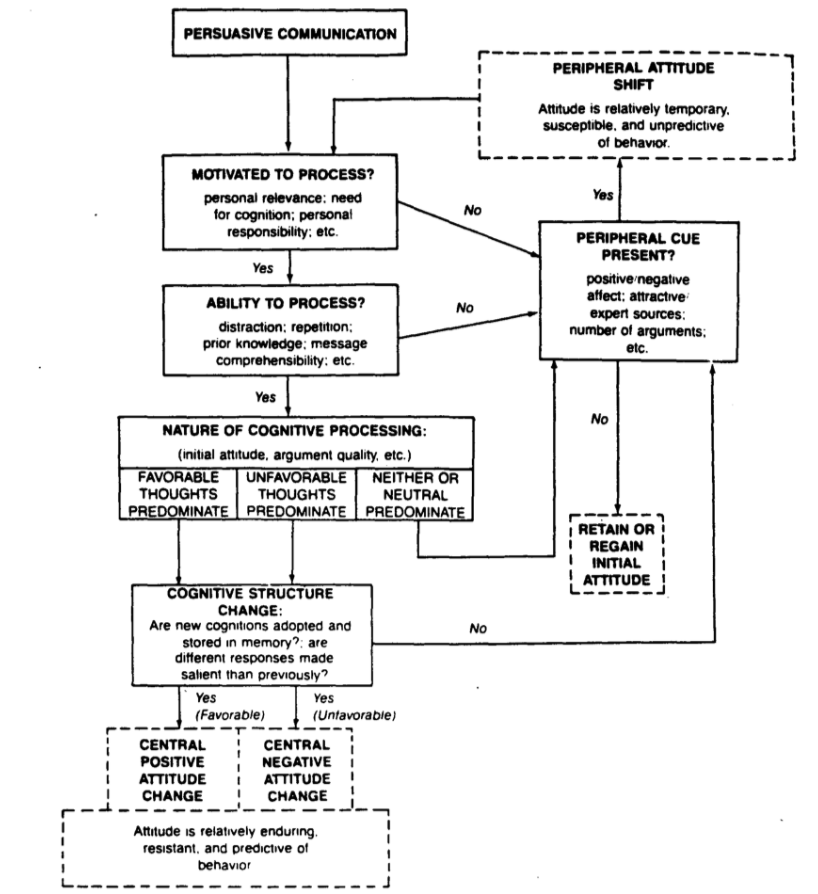 PERSUASIVE COMMUNICATION
PERIPHERAL ATTITUDE
SHIFT
Attitude is relatively temporary,
susceptible, and unpredictive
of behavior.
MOTIVATED TO PROCESS?
personal relevance; need
for cognition; personal
responsibility; etc.
No
Yes
PERIPHERAL CUE
PRESENT?
positive/negative
affect; attractive/
expert sources;
number of arguments;
etc.
Yes
ABILITY TO PROCESS?
distraction; repetition;
prior knowledge; message
comprehensibility; etc.
No
Yes
NATURE OF COGNITIVE PROCESSING:
(initial attitude, argument quality, etc.)
FAVORABLE
THOUGHTS
PREDOMINATE
UNFAVORABLE
THOUGHTS
PREDOMINATE
NEITHER OR
NEUTRAL
PREDOMINATE
No
RETAIN OR
REGAIN
INITIAL
ATTITUDE
COGNITIVE STRUCTURE
CHANGE:
Are new cognitions adopted and
stored in memory?; are
different responses made
salient than previously?
No
Yes
(Favorable)
Yes
(Unfavorable)
CENTRAL
POSITIVE
ATTITUDE
CHANGE
CENTRAL
NEGATIVE
ATTITUDE
CHANGE
Attitude is relatively enduring,
resistant, and predictive of
behavior